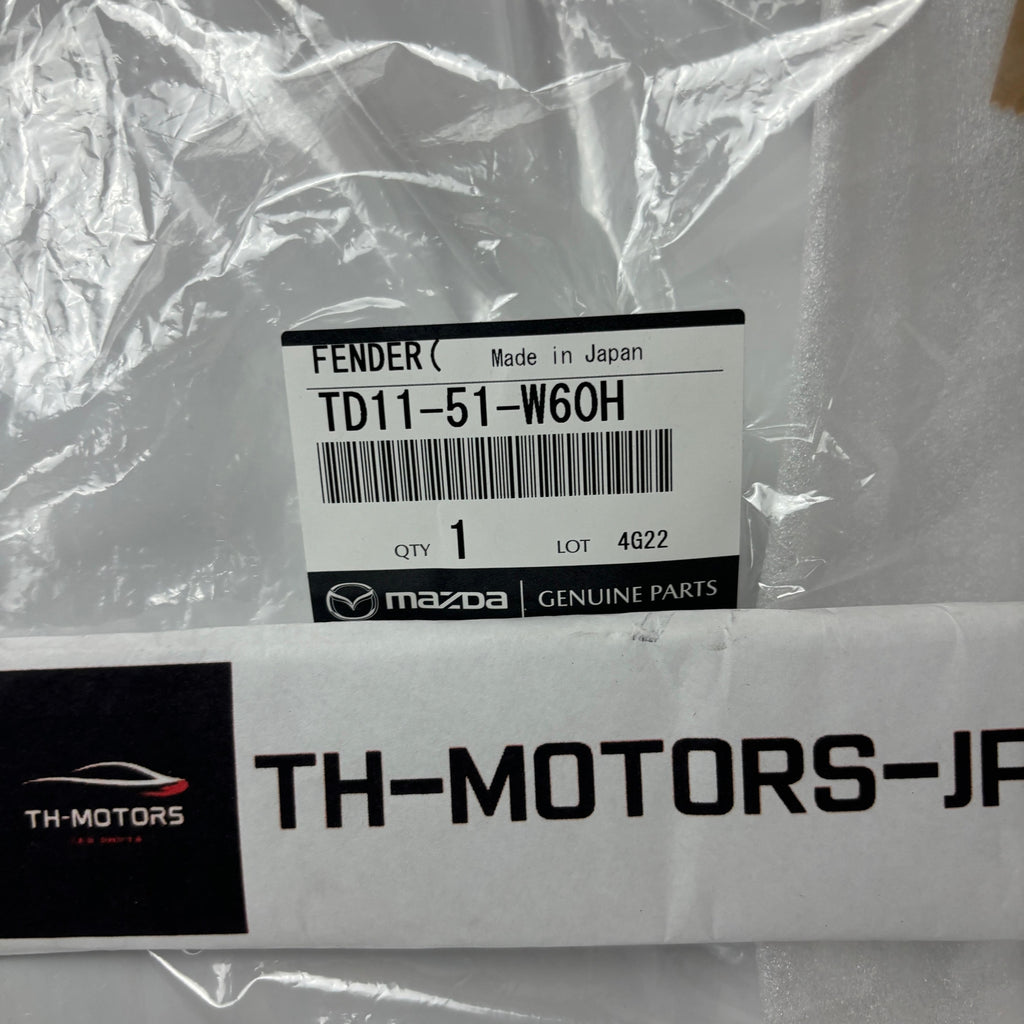 FENDER( Made in Japan
TD11-51-W60H
QTY 1 LOT 4G22
mazda GENUINE PARTS
TH-MOTORS-JP
TH-MOTORS